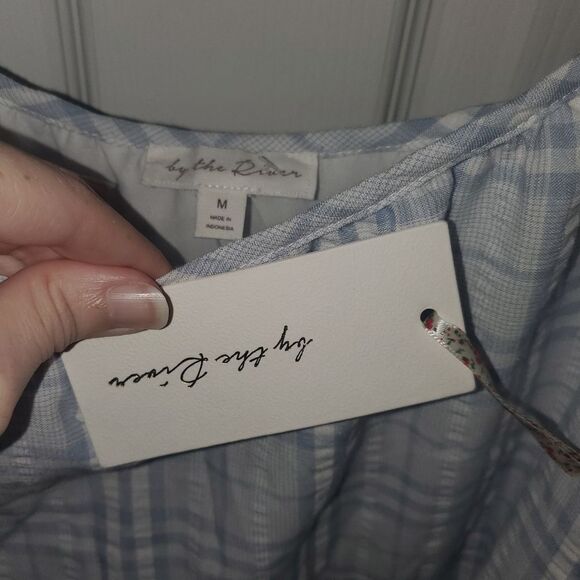 by the River
M
MADE IN
INDONESIA
by the River